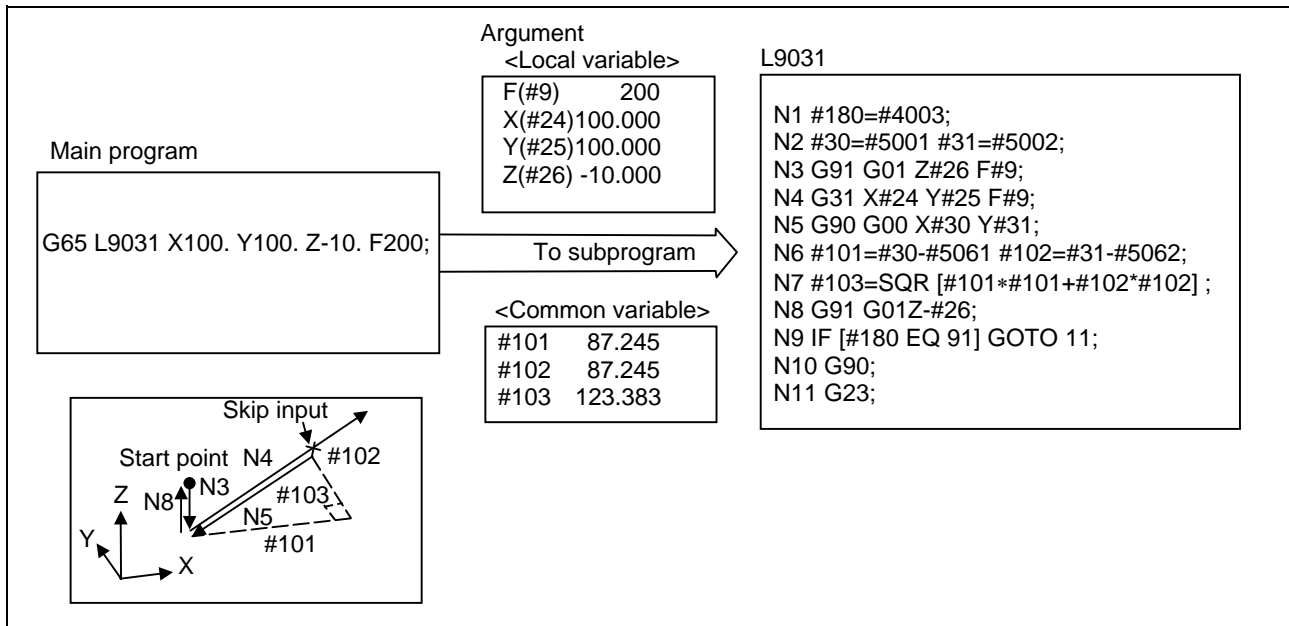 Main program
G65 L9031 X100. Y100. Z-10. F200;
Argument
<Local variable>
F(#9) 200
X(#24)100.000
Y(#25)100.000
Z(#26) -10.000
To subprogram
<Common variable>
#101 87.245
#102 87.245
#103 123.383
L9031
N1 #180=#4003;
N2 #30=#5001 #31=#5002;
N3 G91 G01 Z#26 F#9;
N4 G31 X#24 Y#25 F#9;
N5 G90 G00 X#30 Y#31;
N6 #101=#30-#5061 #102=#31-#5062;
N7 #103=SQR [#101∗#101+#102*#102] ;
N8 G91 G01Z-#26;
N9 IF [#180 EQ 91] GOTO 11;
N10 G90;
N11 G23;
Skip input
Start point N4 #102
Z N8 N3 #103
N5
Y #101
X